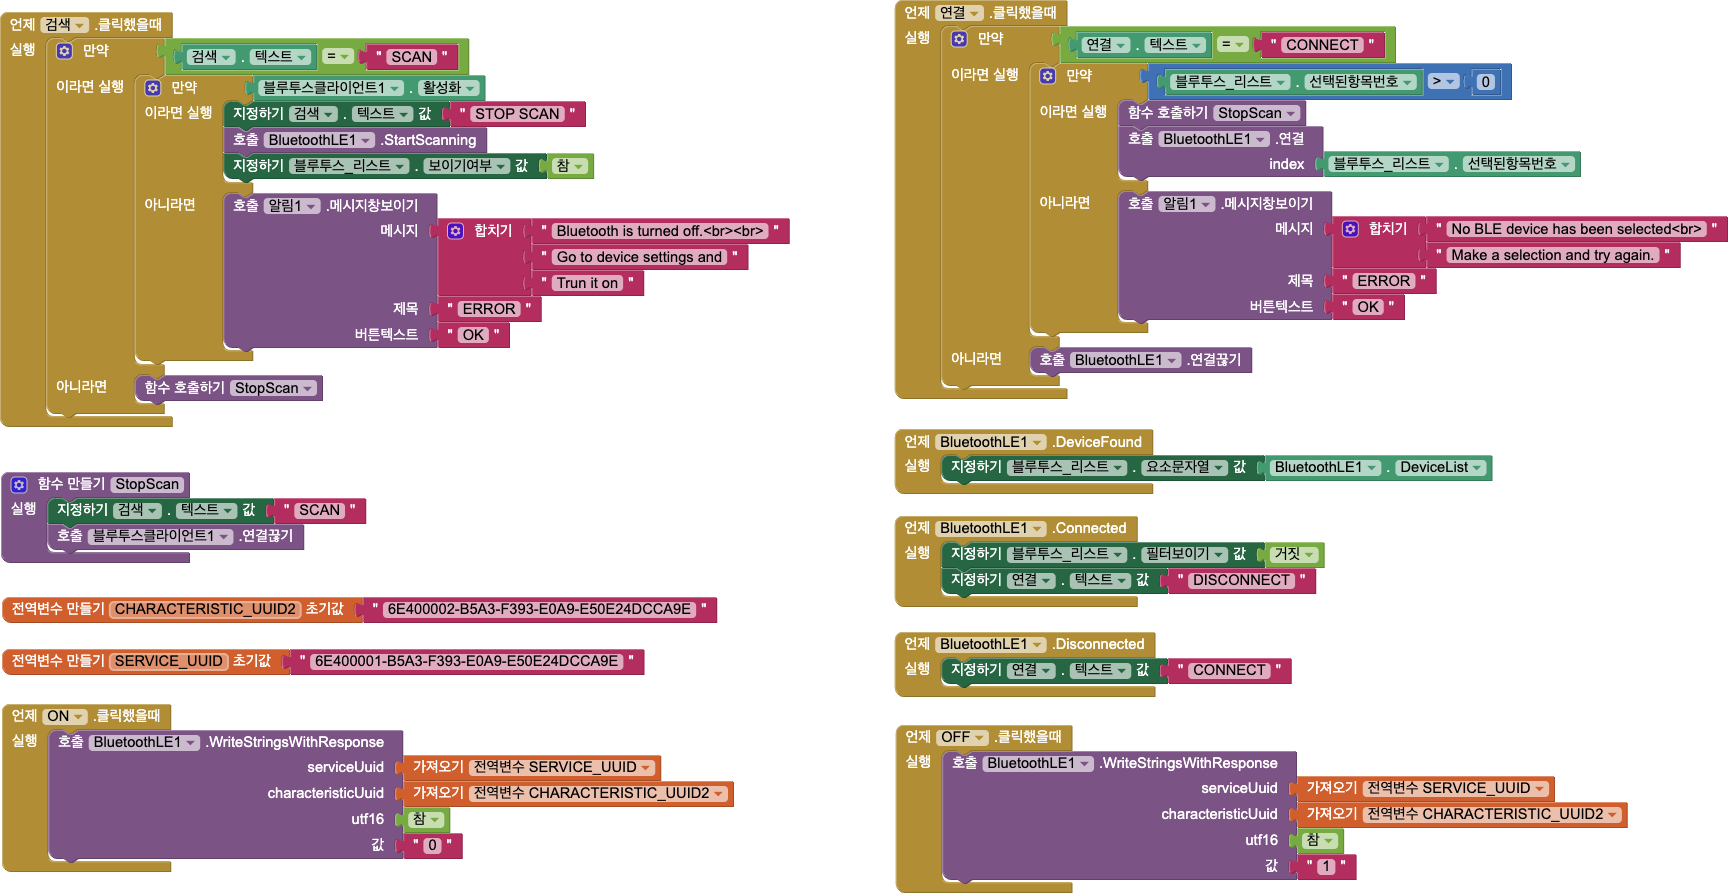 언제 검색 .클릭했을때
실행 만약 검색 . 텍스트 = " SCAN "
이라면 실행 만약 블루투스클라이언트1 . 활성화
이라면 실행 지정하기 검색 . 텍스트 값 " STOP SCAN "
호출 BluetoothLE1 .StartScanning
지정하기 블루투스_리스트 . 보이기여부 값 참
아니라면 호출 알림1 .메시지창보이기
메시지 합치기 " Bluetooth is turned off.<br><br> "
" Go to device settings and "
" Trun it on "
제목 " ERROR "
버튼텍스트 " OK "
아니라면 함수 호출하기 StopScan
함수 만들기 StopScan
실행 지정하기 검색 . 텍스트 값 " SCAN "
호출 블루투스클라이언트1 .연결끊기
전역변수 만들기 CHARACTERISTIC_UUID2 초기값 " 6E400002-B5A3-F393-E0A9-E50E24DCCA9E "
전역변수 만들기 SERVICE_UUID 초기값 " 6E400001-B5A3-F393-E0A9-E50E24DCCA9E "
언제 ON .클릭했을때
실행 호출 BluetoothLE1 .WriteStringsWithResponse
serviceUuid 가져오기 전역변수 SERVICE_UUID
characteristicUuid 가져오기 전역변수 CHARACTERISTIC_UUID2
utf16 참
값 " 0 "
언제 연결 .클릭했을때
실행 만약 연결 . 텍스트 = " CONNECT "
이라면 실행 만약 블루투스_리스트 . 선택된항목번호 > 0
이라면 실행 함수 호출하기 StopScan
호출 BluetoothLE1 .연결
index 블루투스_리스트 . 선택된항목번호
아니라면 호출 알림1 .메시지창보이기
메시지 합치기 " No BLE device has been selected<br> "
" Make a selection and try again. "
제목 " ERROR "
버튼텍스트 " OK "
아니라면 호출 BluetoothLE1 .연결끊기
언제 BluetoothLE1 .DeviceFound
실행 지정하기 블루투스_리스트 . 요소문자열 값 BluetoothLE1 . DeviceList
언제 BluetoothLE1 .Connected
실행 지정하기 블루투스_리스트 . 필터보이기 값 거짓
지정하기 연결 . 텍스트 값 " DISCONNECT "
언제 BluetoothLE1 .Disconnected
실행 지정하기 연결 . 텍스트 값 " CONNECT "
언제 OFF .클릭했을때
실행 호출 BluetoothLE1 .WriteStringsWithResponse
serviceUuid 가져오기 전역변수 SERVICE_UUID
characteristicUuid 가져오기 전역변수 CHARACTERISTIC_UUID2
utf16 참
값 " 1 "